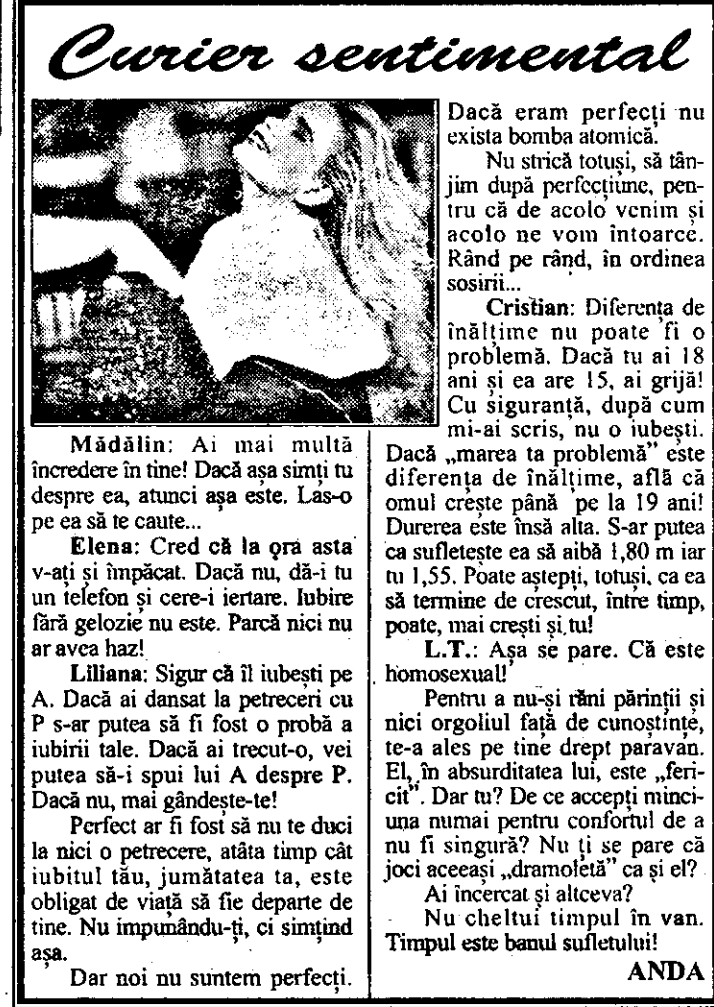 Curier sentimental
Mădălin: Ai mai multă
încredere în tine! Dacă așa simți tu
despre ea, atunci așa este. Las-o
pe ea să te caute...
Elena: Cred că la ora asta
v-ați și împăcat. Dacă nu, dă-i tu
un telefon și cere-i iertare. Iubire
fără gelozie nu este. Parcă nici nu
ar avea haz!
Liliana: Sigur că îl iubești pe
A. Dacă ai dansat la petreceri cu
P s-ar putea să fi fost o probă a
iubirii tale. Dacă ai trecut-o, vei
putea să-i spui lui A despre P.
Dacă nu, mai gândește-te!
Perfect ar fi fost să nu te duci
la nici o petrecere, atâta timp cât
iubitul tău, jumătatea ta, este
obligat de viață să fie departe de
tine. Nu impunându-ți, ci simțind
așa.
Dar noi nu suntem perfecți.
Dacă eram perfecți nu
exista bomba atomică.
Nu strică totuși, să tân-
jim după perfecțiune, pen-
tru că de acolo venim și
acolo ne vom întoarce.
Rând pe rând, în ordinea
sosirii...
Cristian: Diferența de
înălțime nu poate fi o
problemă. Dacă tu ai 18
ani și ea are 15, ai grijă!
Cu siguranță, după cum
mi-ai scris, nu o iubești.
Dacă „marea ta problemă” este
diferența de înălțime, află că
omul crește până pe la 19 ani!
Durerea este însă alta. S-ar putea
ca sufletește ea să aibă 1,80 m iar
tu 1,55. Poate aștepți, totuși, ca ea
să termine de crescut, între timp,
poate, mai crești și tu!
L.T.: Așa se pare. Că este
homosexual!
Pentru a nu-și răni părinții și
nici orgoliul față de cunoștințe,
te-a ales pe tine drept paravan.
El, în absurditatea lui, este „feri-
cit”. Dar tu? De ce accepți minci-
una numai pentru confortul de a
nu fi singură? Nu ți se pare că
joci aceeași „dramoletă” ca și el?
Ai încercat și altceva?
Nu cheltui timpul în van.
Timpul este banul sufletului!
ANDA